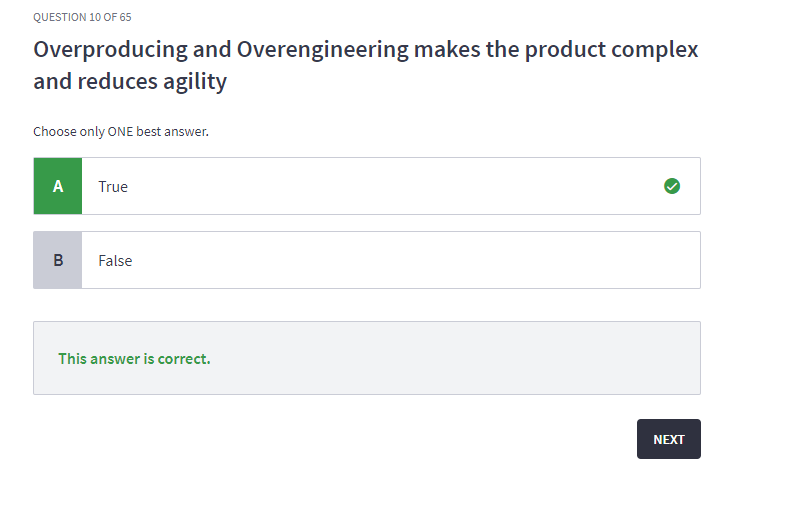 QUESTION 10 OF 65
Overproducing and Overengineering makes the product complex
and reduces agility
Choose only ONE best answer.
A True
B False
This answer is correct.
NEXT